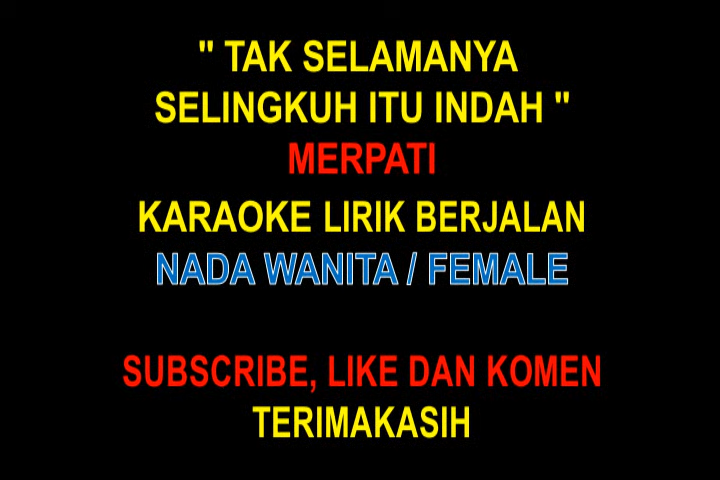 " TAK SELAMANYA
SELINGKUH ITU INDAH "
MERPATI
KARAOKE LIRIK BERJALAN
NADA WANITA / FEMALE
SUBSCRIBE, LIKE DAN KOMEN
TERIMAKASIH